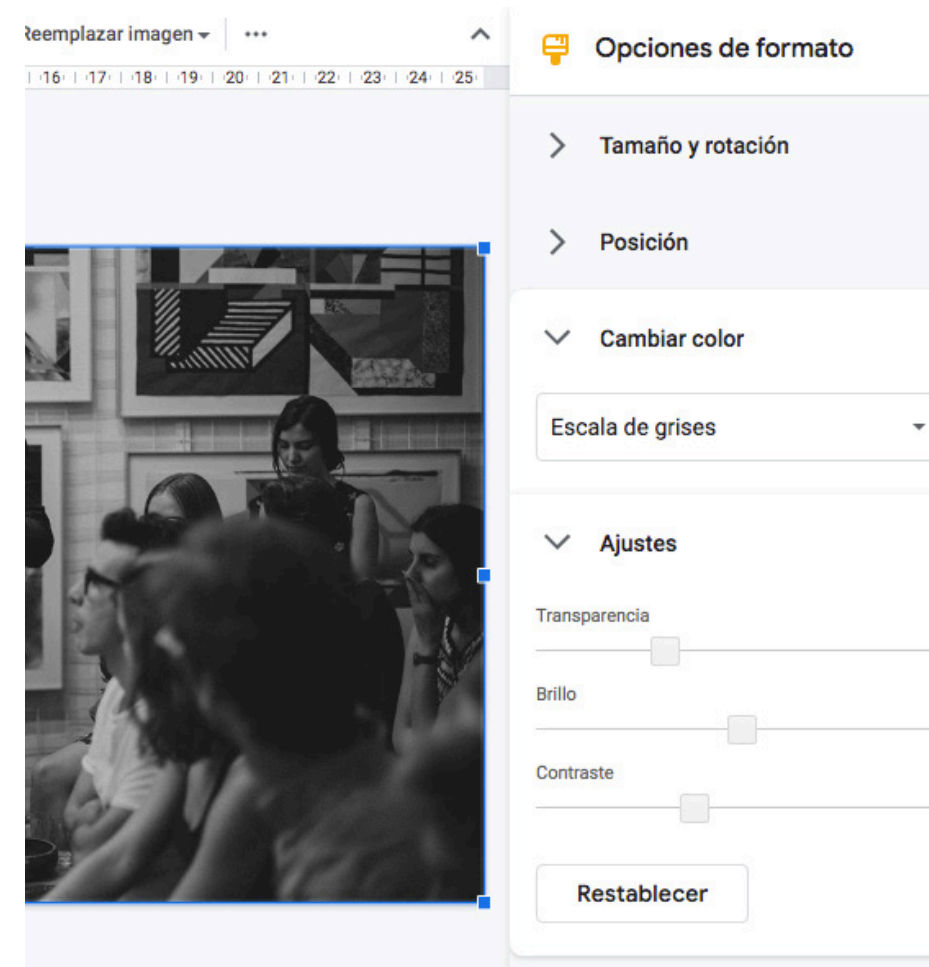 Reemplazar imagen
16 17 18 19 20 21 22 23 24 25
Opciones de formato
Tamaño y rotación
Posición
Cambiar color
Escala de grises
Ajustes
Transparencia
Brillo
Contraste
Restablecer